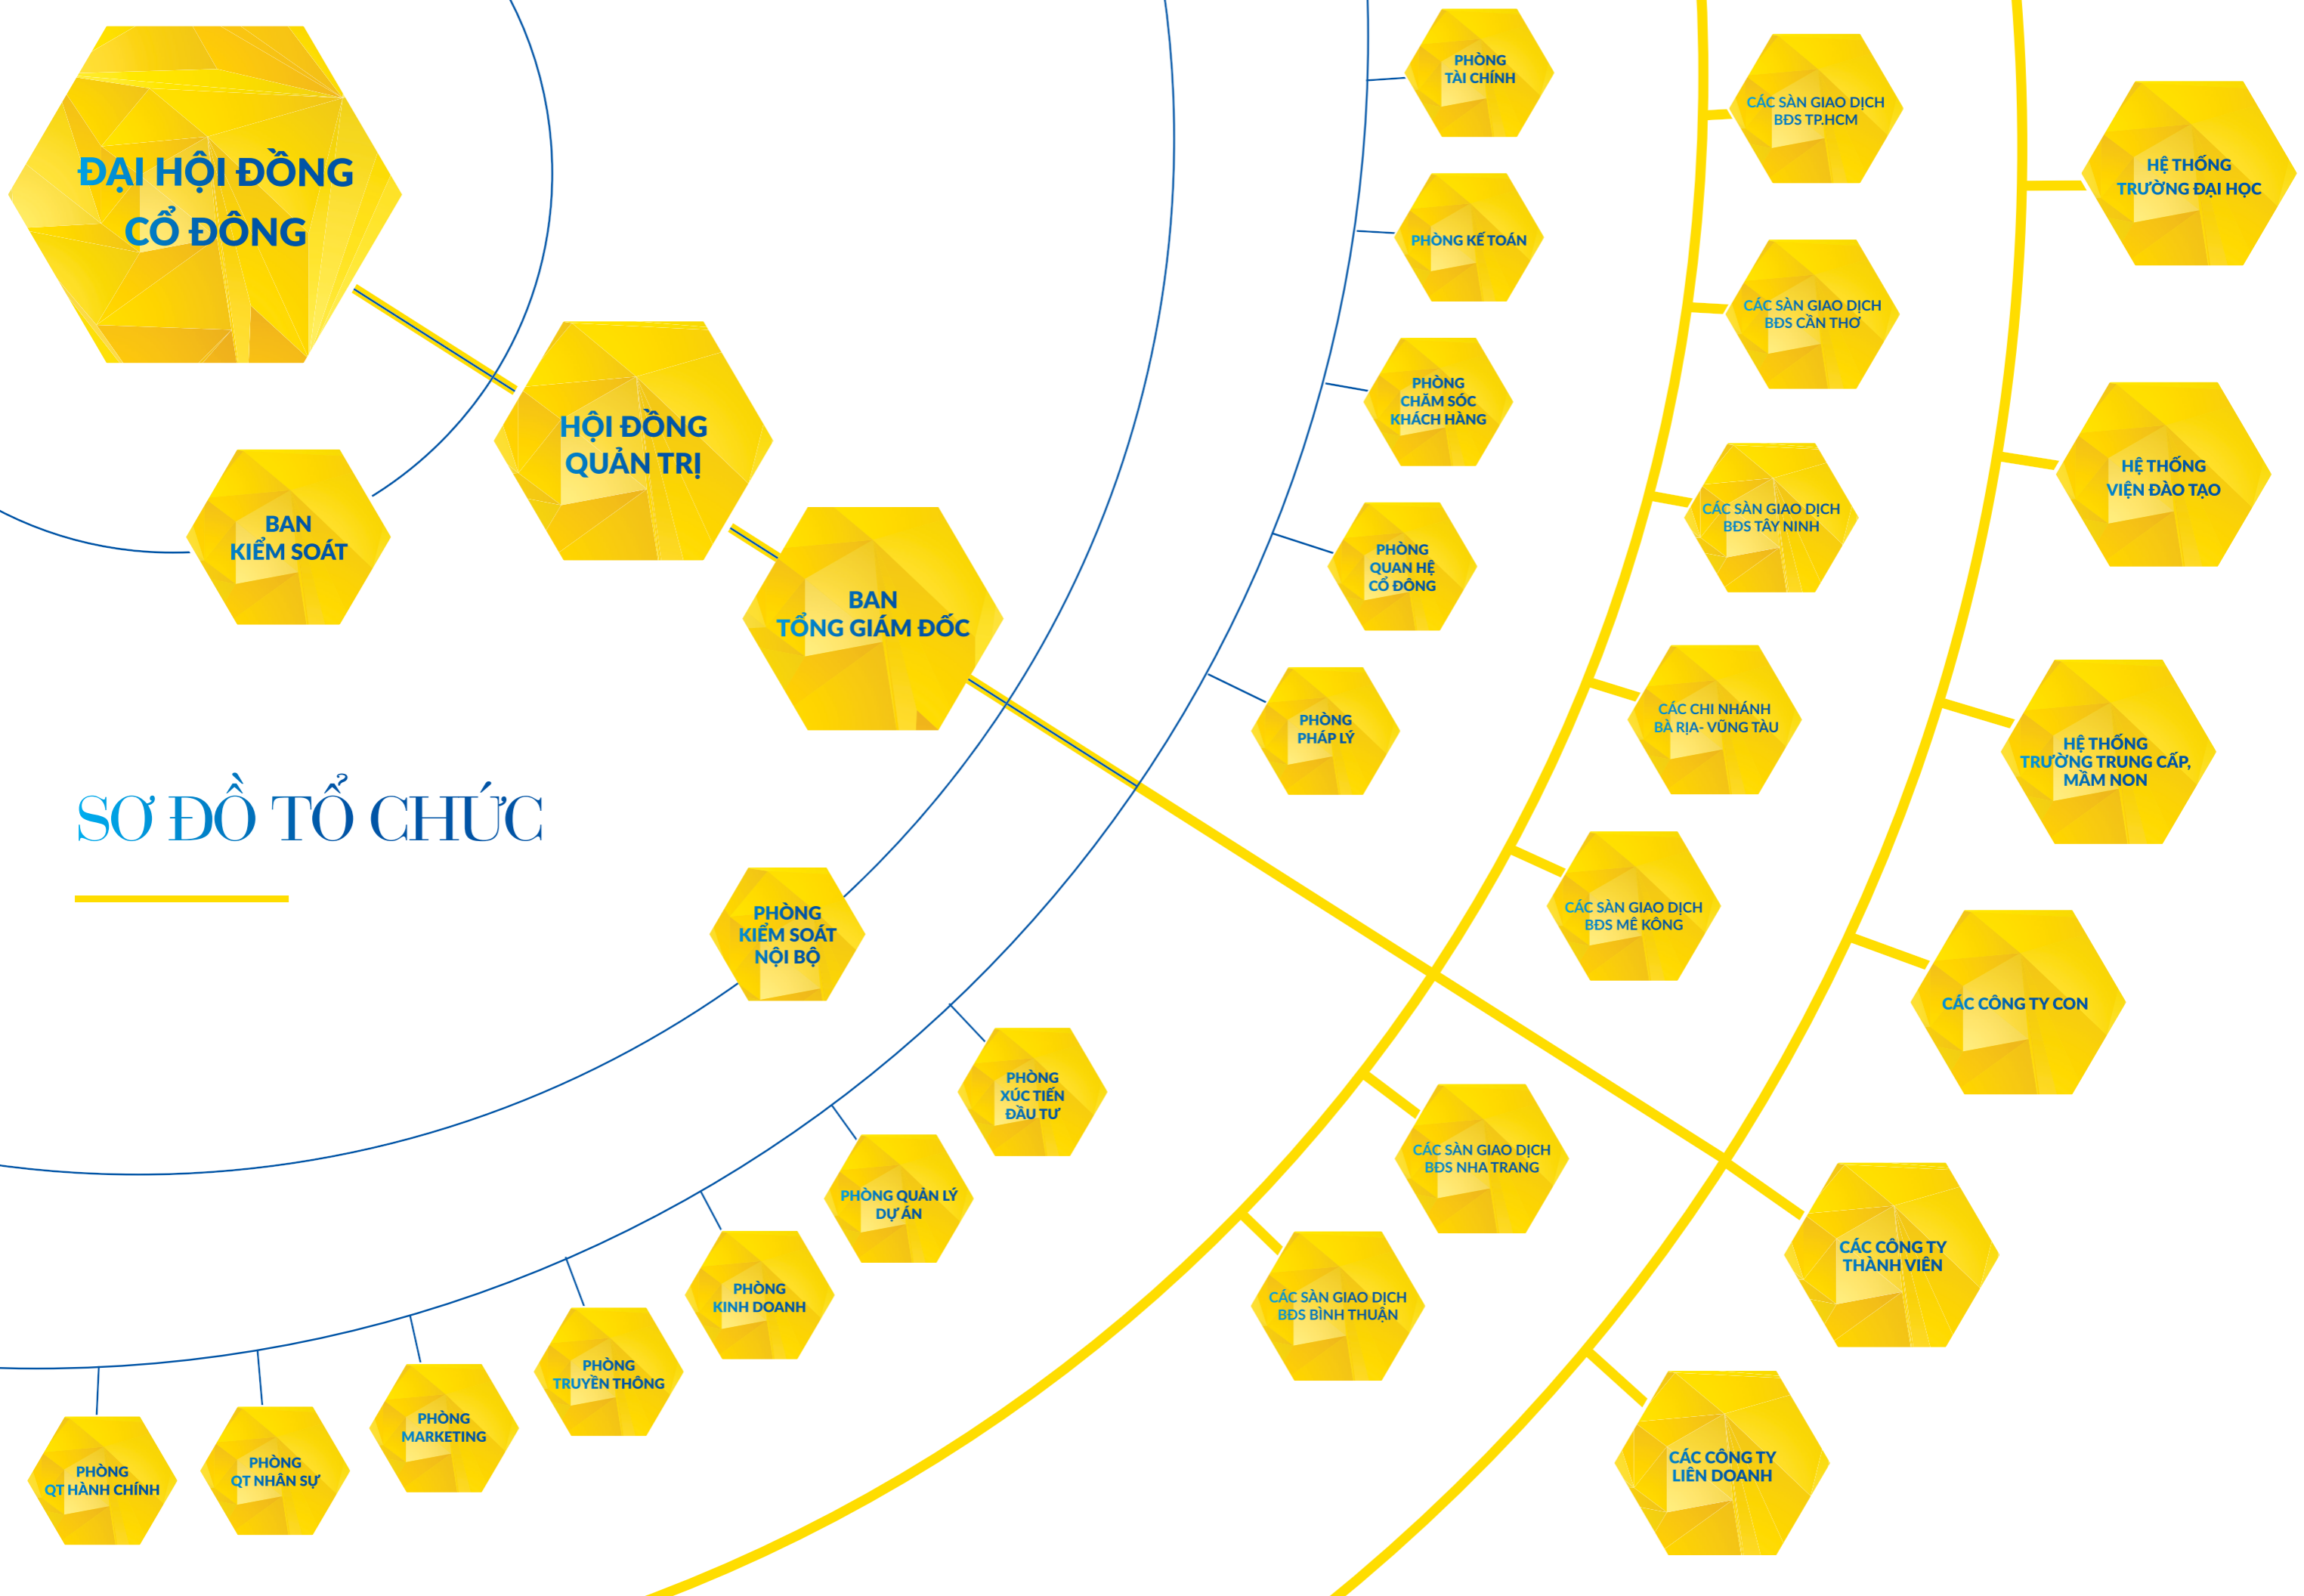 ĐẠI HỘI ĐỒNG
CỔ ĐÔNG
HỘI ĐỒNG
QUẢN TRỊ
BAN
KIỂM SOÁT
BAN
TỔNG GIÁM ĐỐC
SƠ ĐỒ TỔ CHỨC
PHÒNG
KIỂM SOÁT
NỘI BỘ
PHÒNG
TÀI CHÍNH
PHÒNG KẾ TOÁN
PHÒNG
CHĂM SÓC
KHÁCH HÀNG
PHÒNG
QUAN HỆ
CỔ ĐÔNG
PHÒNG
PHÁP LÝ
PHÒNG
XÚC TIẾN
ĐẦU TƯ
PHÒNG QUẢN LÝ
DỰ ÁN
PHÒNG
KINH DOANH
PHÒNG
TRUYỀN THÔNG
PHÒNG
MARKETING
PHÒNG
QT NHÂN SỰ
PHÒNG
QT HÀNH CHÍNH
CÁC SÀN GIAO DỊCH
BĐS TP.HCM
CÁC SÀN GIAO DỊCH
BĐS CẦN THƠ
CÁC SÀN GIAO DỊCH
BĐS TÂY NINH
CÁC CHI NHÁNH
BÀ RỊA- VŨNG TÀU
CÁC SÀN GIAO DỊCH
BĐS MÊ KÔNG
CÁC SÀN GIAO DỊCH
BĐS NHA TRANG
CÁC SÀN GIAO DỊCH
BĐS BÌNH THUẬN
HỆ THỐNG
TRƯỜNG ĐẠI HỌC
HỆ THỐNG
VIỆN ĐÀO TẠO
HỆ THỐNG
TRƯỜNG TRUNG CẤP,
MẦM NON
CÁC CÔNG TY CON
CÁC CÔNG TY
THÀNH VIÊN
CÁC CÔNG TY
LIÊN DOANH